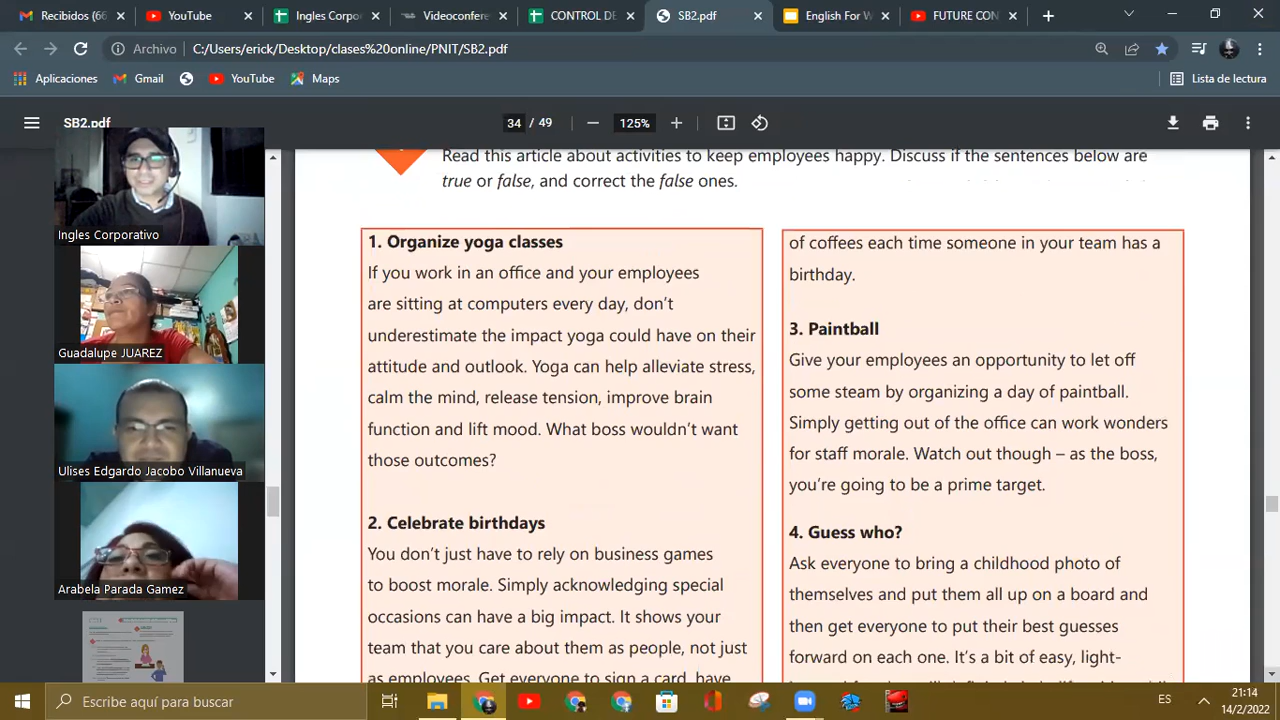 Recibidos (66
YouTube
Ingles Corpor
Videoconfere
CONTROL DE
SB2.pdf
English For W
FUTURE CON
Archivo
C:/Users/erick/Desktop/clases%20online/PNIT/SB2.pdf
Aplicaciones
Gmail
YouTube
Maps
Lista de lectura
SB2.pdf
34 / 49
125%
Read this article about activities to keep employees happy. Discuss if the sentences below are
true or false, and correct the false ones.
1. Organize yoga classes
If you work in an office and your employees
are sitting at computers every day, don't
underestimate the impact yoga could have on their
attitude and outlook. Yoga can help alleviate stress,
calm the mind, release tension, improve brain
function and lift mood. What boss wouldn't want
those outcomes?
2. Celebrate birthdays
You don't just have to rely on business games
to boost morale. Simply acknowledging special
occasions can have a big impact. It shows your
team that you care about them as people, not just
as employees. Get everyone to sign a card, have
of coffees each time someone in your team has a
birthday.
3. Paintball
Give your employees an opportunity to let off
some steam by organizing a day of paintball.
Simply getting out of the office can work wonders
for staff morale. Watch out though – as the boss,
you're going to be a prime target.
4. Guess who?
Ask everyone to bring a childhood photo of
themselves and put them all up on a board and
then get everyone to put their best guesses
forward on each one. It's a bit of easy, light-
Ingles Corporativo
Guadalupe JUAREZ
Ulises Edgardo Jacobo Villanueva
Arabela Parada Gamez
Escribe aquí para buscar
ES
21:14
14/2/2022